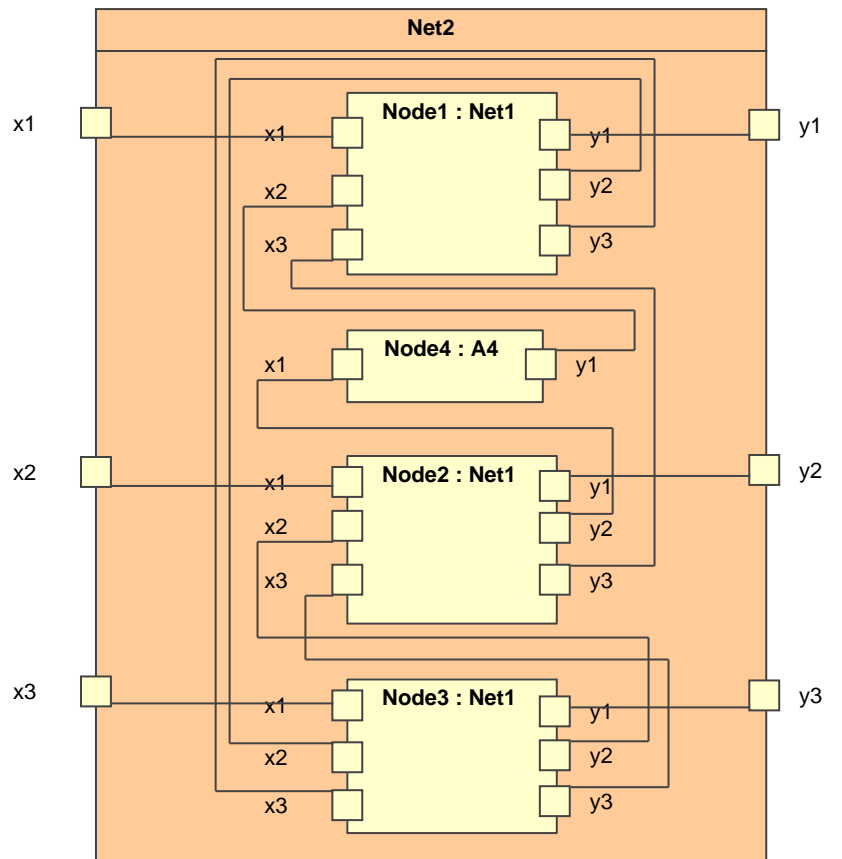 Net2
x1
Node1 : Net1
x1
y1
y1
x2
y2
x3
y3
Node4 : A4
x1
y1
x2
Node2 : Net1
x1
y1
y2
x2
y2
x3
y3
x3
Node3 : Net1
x1
y1
y3
x2
y2
x3
y3